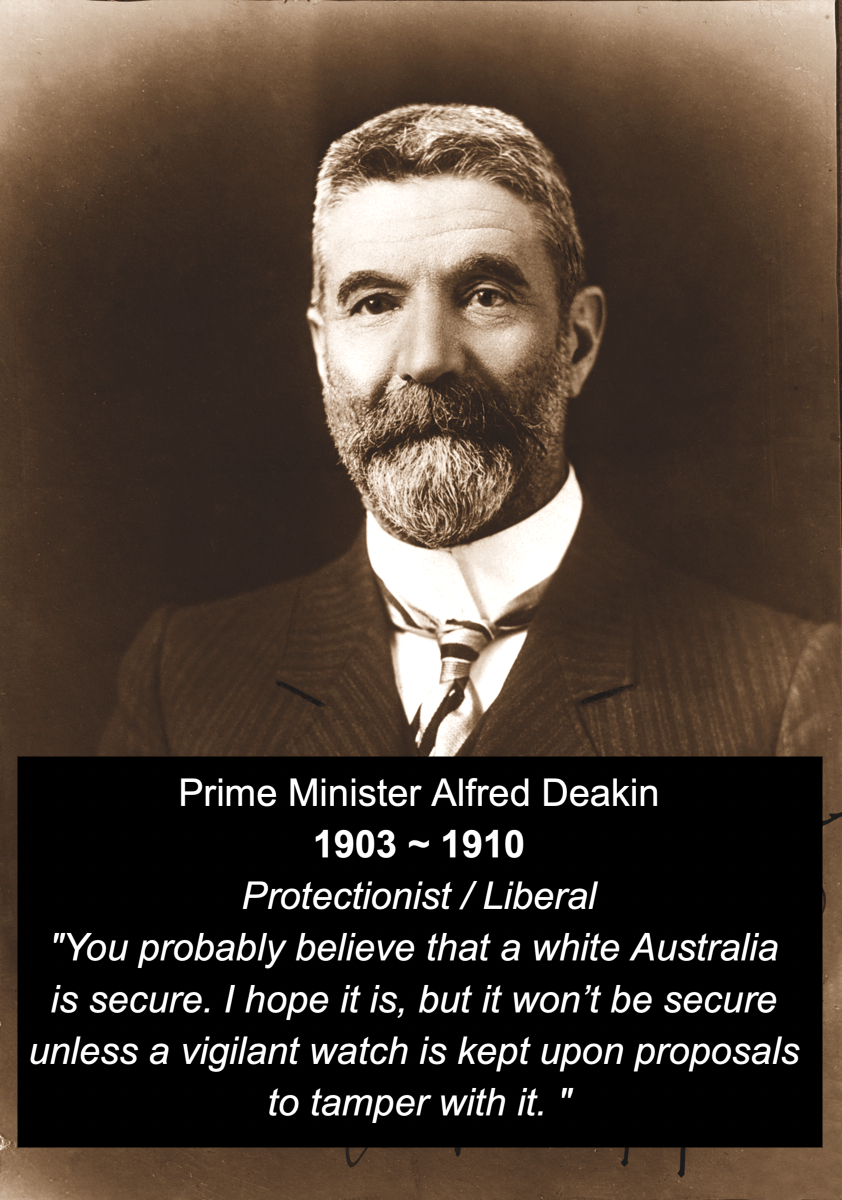 Prime Minister Alfred Deakin
1903 ~ 1910
Protectionist / Liberal
"You probably believe that a white Australia
is secure. I hope it is, but it won’t be secure
unless a vigilant watch is kept upon proposals
to tamper with it. "